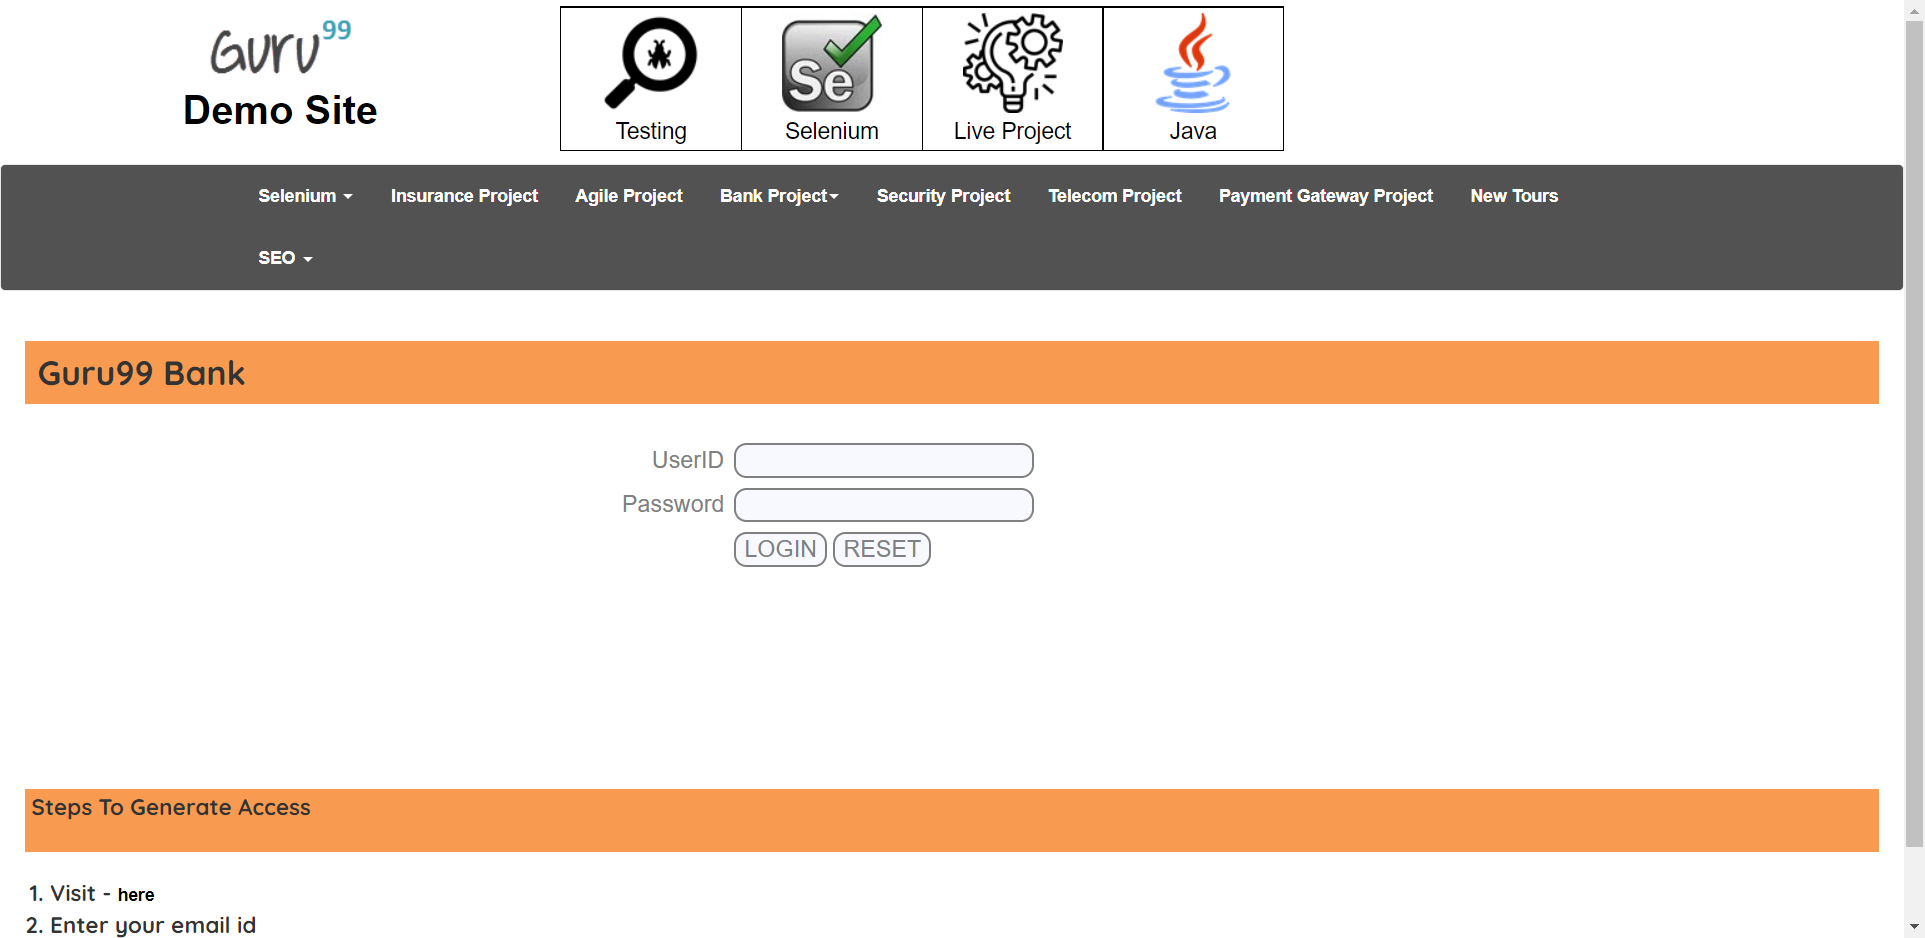 Guru99
Demo Site
Se
Testing
Selenium
Live Project
Java
Selenium
Insurance Project
Agile Project
Bank Project
Security Project
Telecom Project
Payment Gateway Project
New Tours
SEO
Guru99 Bank
UserID
Password
LOGIN RESET
Steps To Generate Access
1. Visit - here
2. Enter your email id